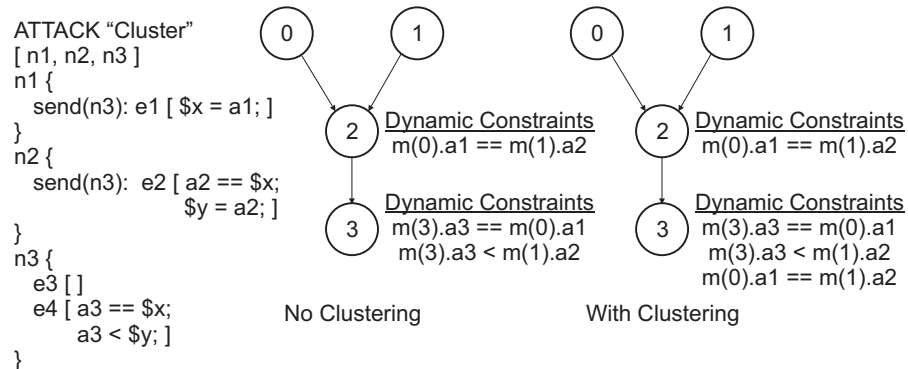 ATTACK “Cluster”
[ n1, n2, n3 ]
n1 {
send(n3): e1 [ $x = a1; ]
}
n2 {
send(n3): e2 [ a2 == $x;
$y = a2; ]
}
n3 {
e3 [ ]
e4 [ a3 == $x;
a3 < $y; ]
}
0
1
2
Dynamic Constraints
m(0).a1 == m(1).a2
3
Dynamic Constraints
m(3).a3 == m(0).a1
m(3).a3 < m(1).a2
No Clustering
0
1
2
Dynamic Constraints
m(0).a1 == m(1).a2
3
Dynamic Constraints
m(3).a3 == m(0).a1
m(3).a3 < m(1).a2
m(0).a1 == m(1).a2
With Clustering